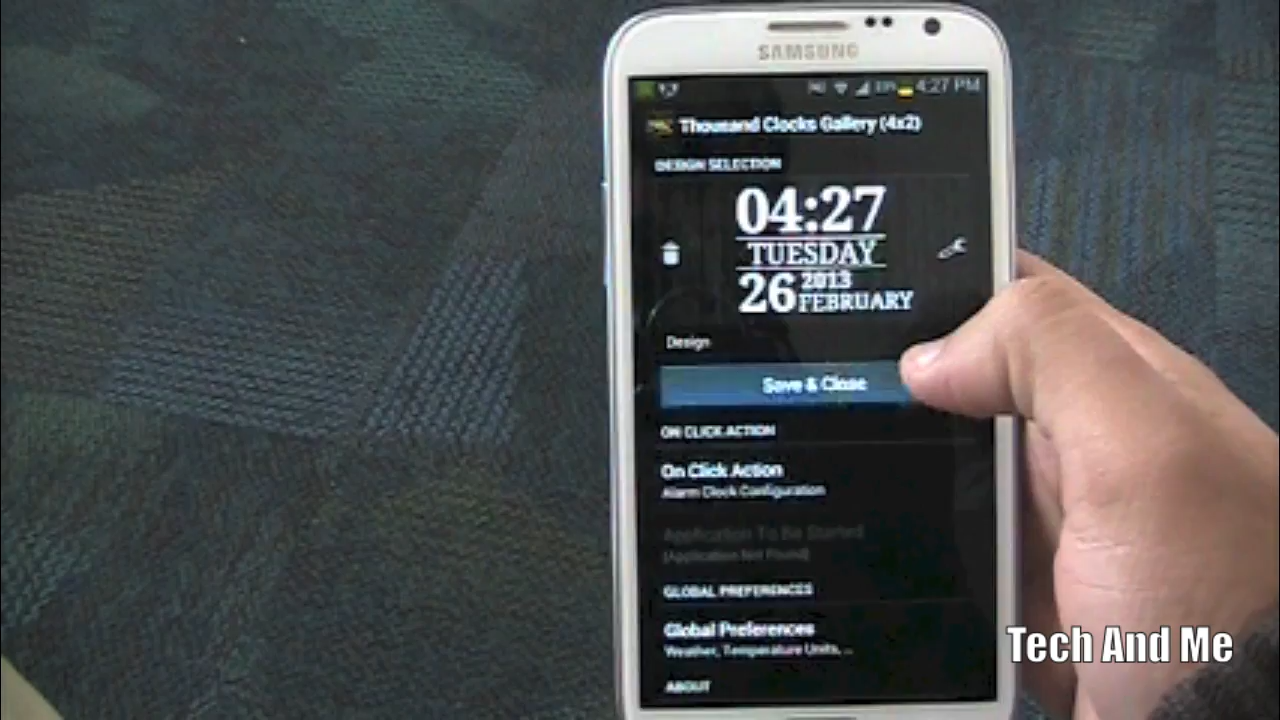 SAMSUNG
4:27 PM
Thousand Clocks Gallery (4x2)
DESIGN SELECTION
04:27
TUESDAY
26 2013
FEBRUARY
Design
Save & Close
ON CLICK ACTION
On Click Action
Alarm Clock Configuration
Application To Be Started
(Application Not Found)
GLOBAL PREFERENCES
Global Preferences
Weather, Temperature Units, ...
ABOUT
Tech And Me